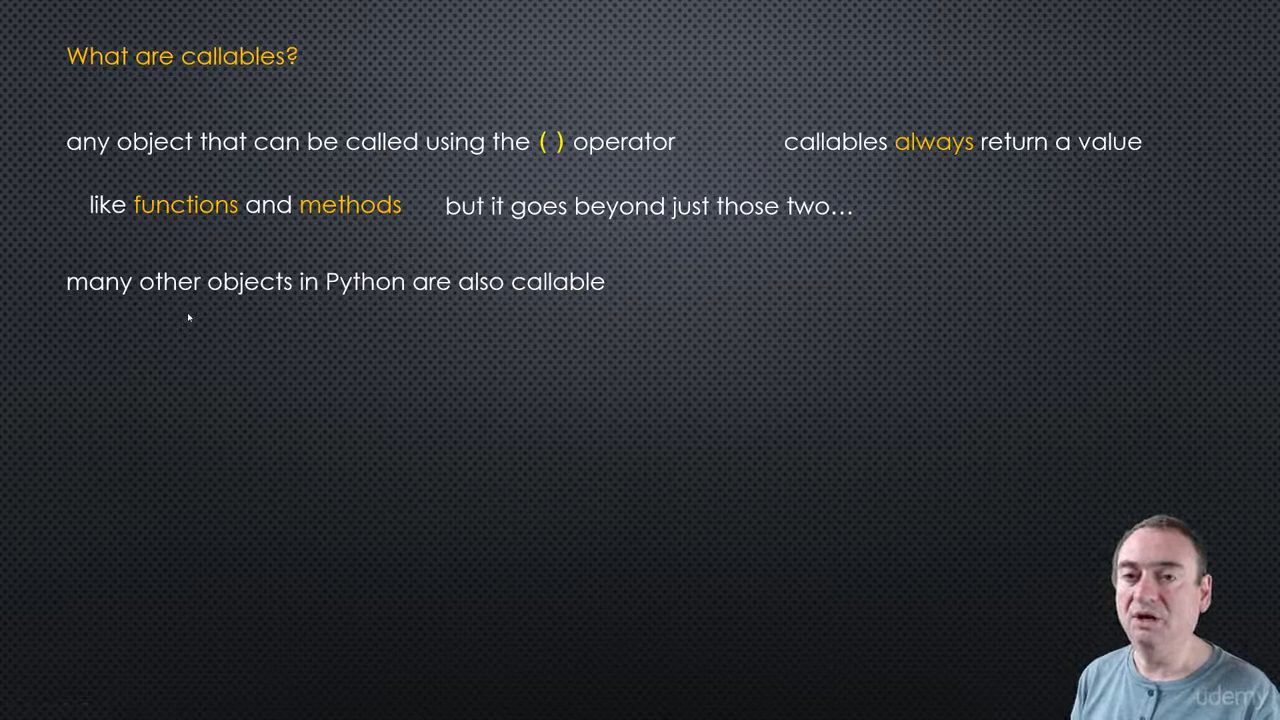 What are callables?
any object that can be called using the ( ) operator
callables always return a value
like functions and methods
but it goes beyond just those two…
many other objects in Python are also callable
udemy